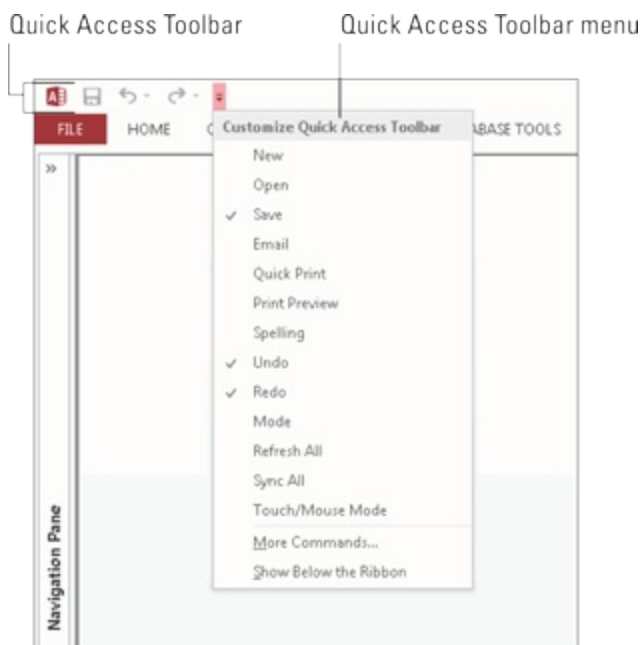 Quick Access Toolbar
Quick Access Toolbar menu
A
FILE
HOME
C
ABASE TOOLS
»
Customize Quick Access Toolbar
New
Open
Save
Email
Quick Print
Print Preview
Spelling
Undo
Redo
Mode
Refresh All
Sync All
Touch/Mouse Mode
More Commands...
Show Below the Ribbon
Navigation Pane